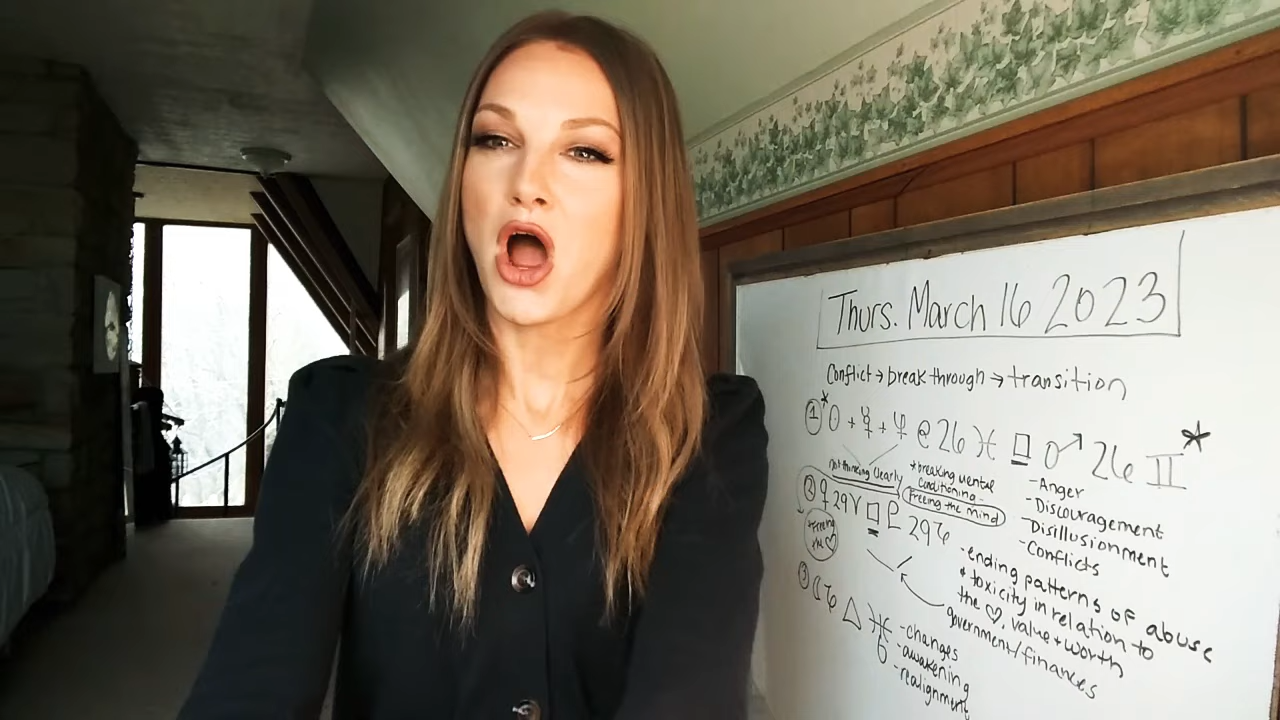 Thurs. March 16 2023
Conflict → breakthrough → transition
① *☉ + ☿ + ♆ @ 26 ♓ □ ♂ 26 ♊ *
not thinking clearly
* breaking mental
conditioning -
Freeing the mind
- Anger
- Discouragement
- Disillusionment
- Conflicts
② ♀ 29 ♈ □ ♇ 29 ♑
* Freeing
the ♡
- ending patterns of abuse
& toxicity in relation to
the ♡, value + worth
government/finances
③ ☾ ♑ △ ♅
- changes
- awakening
- realignment